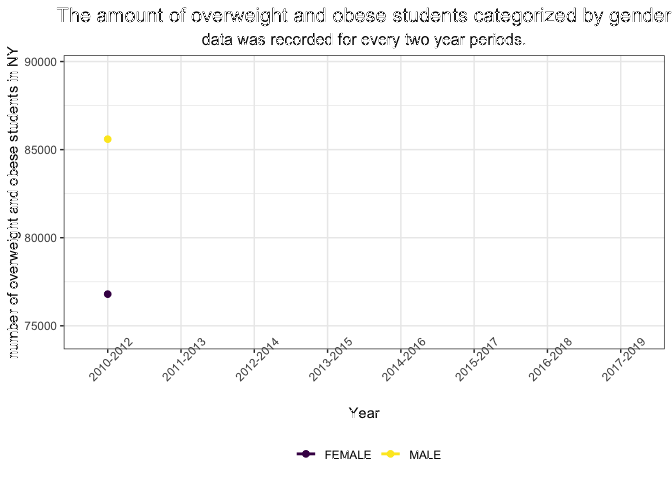 The amount of overweight and obese students categorized by gender
data was recorded for every two year periods.
number of overweight and obese students in NY
90000
85000
80000
75000
2010-2012
2011-2013
2012-2014
2013-2015
2014-2016
2015-2017
2016-2018
2017-2019
Year
FEMALE
MALE